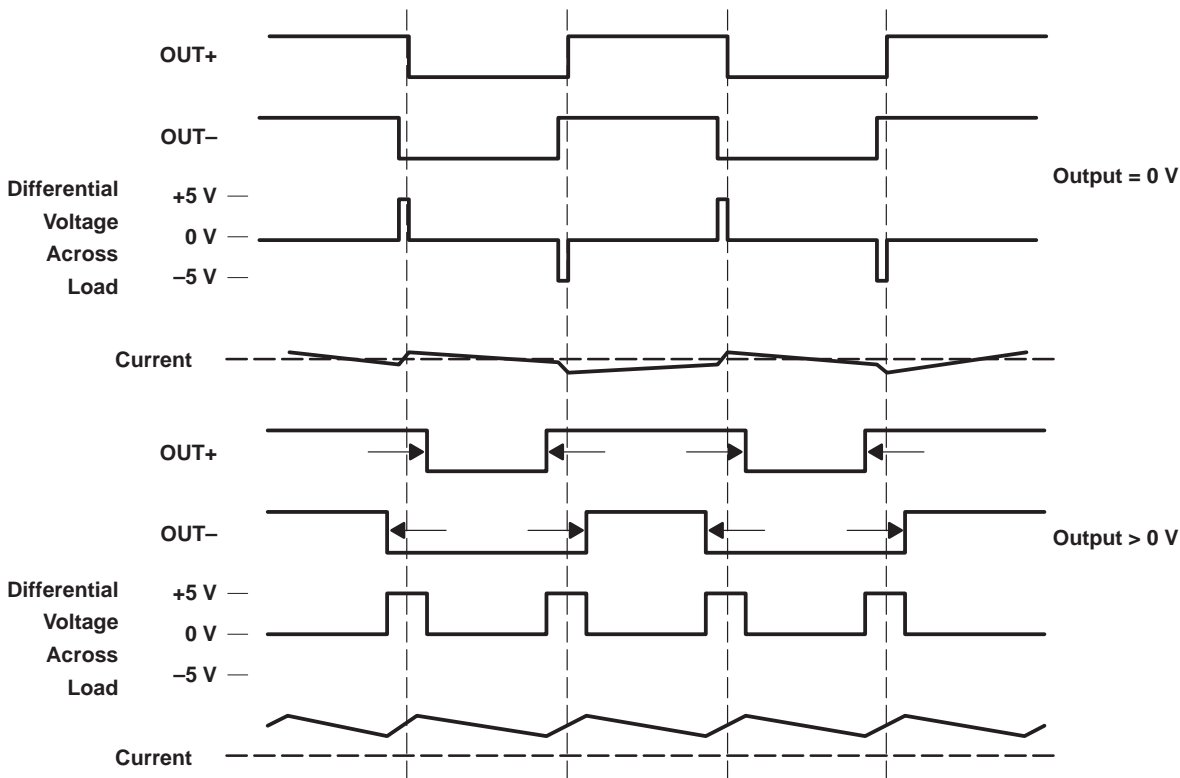 OUT+
OUT–
Output = 0 V
Differential
Voltage
Across
Load
+5 V
0 V
–5 V
Current
OUT+
OUT–
Output > 0 V
Differential
Voltage
Across
Load
+5 V
0 V
–5 V
Current